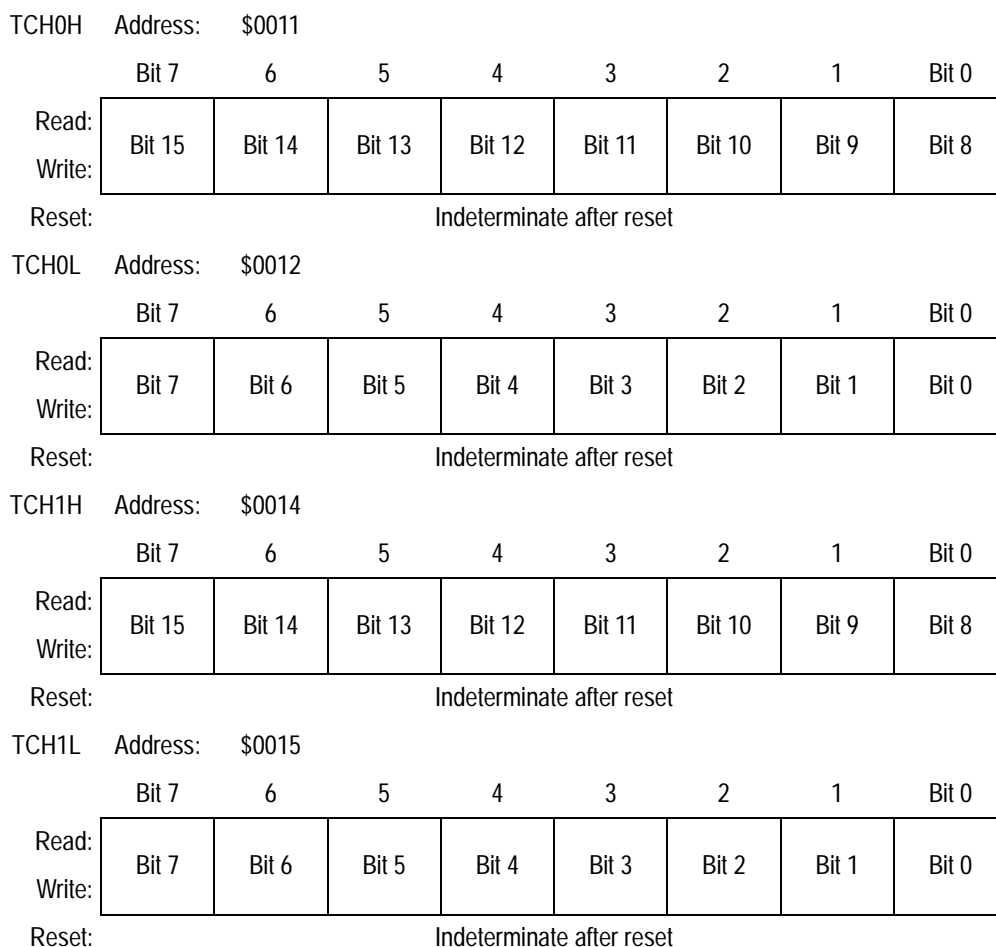 TCH0H Address: $0011
Bit 7 6 5 4 3 2 1 Bit 0
Read:
Bit 15 Bit 14 Bit 13 Bit 12 Bit 11 Bit 10 Bit 9 Bit 8
Write:
Reset: Indeterminate after reset
TCH0L Address: $0012
Bit 7 6 5 4 3 2 1 Bit 0
Read:
Bit 7 Bit 6 Bit 5 Bit 4 Bit 3 Bit 2 Bit 1 Bit 0
Write:
Reset: Indeterminate after reset
TCH1H Address: $0014
Bit 7 6 5 4 3 2 1 Bit 0
Read:
Bit 15 Bit 14 Bit 13 Bit 12 Bit 11 Bit 10 Bit 9 Bit 8
Write:
Reset: Indeterminate after reset
TCH1L Address: $0015
Bit 7 6 5 4 3 2 1 Bit 0
Read:
Bit 7 Bit 6 Bit 5 Bit 4 Bit 3 Bit 2 Bit 1 Bit 0
Write:
Reset: Indeterminate after reset